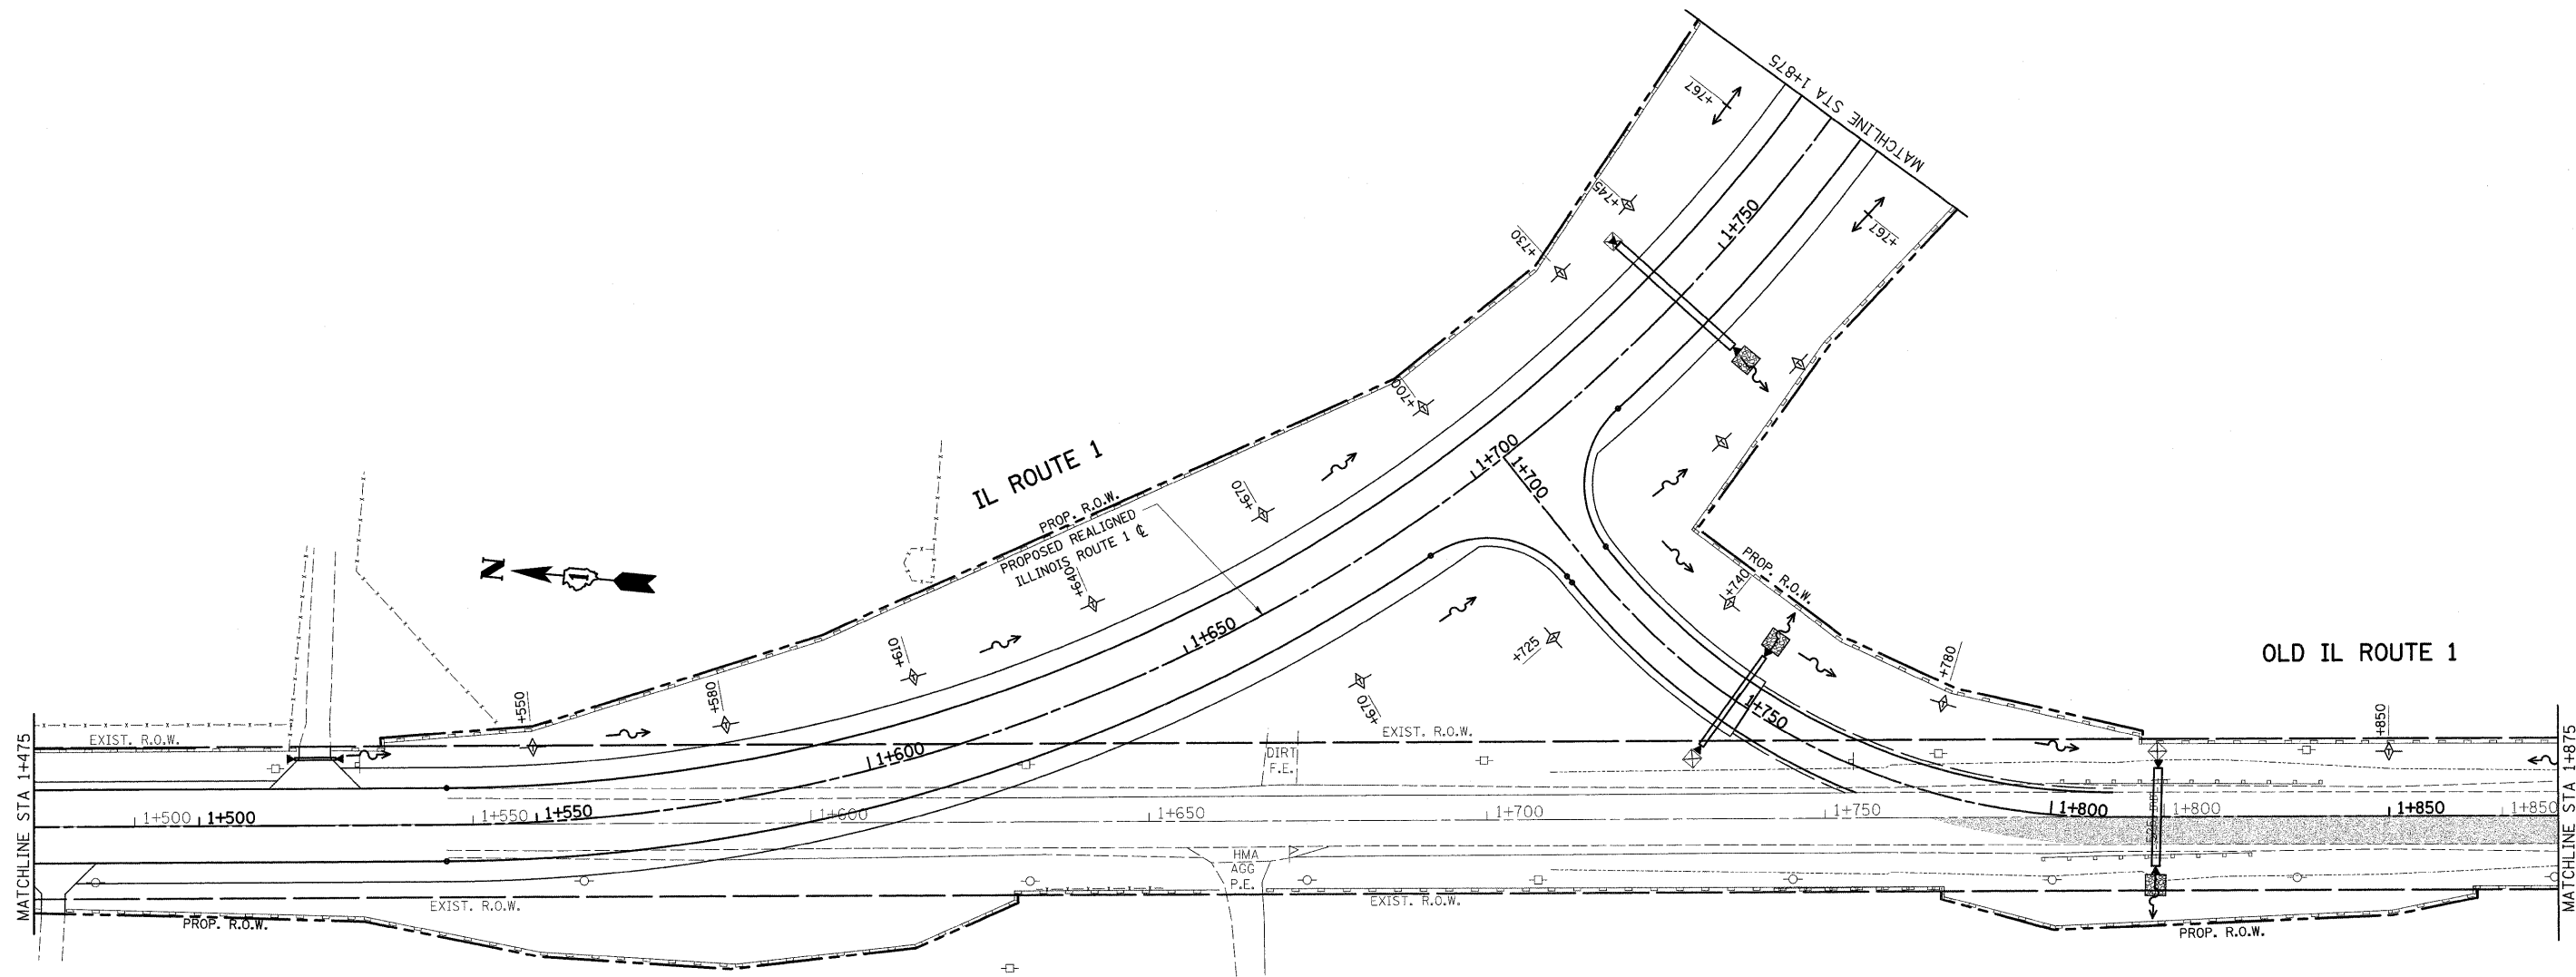 MATCHLINE STA 1+875
+767
+767
+745
1+750
+730
+700
IL ROUTE 1
PROP. R.O.W.
PROPOSED REALIGNED
ILLINOIS ROUTE 1 ℄
+670
1+700
1+700
N
+640
1+650
PROP. R.O.W.
+740
+610
+725
+780
OLD IL ROUTE 1
+550
+580
+670
1+750
+850
EXIST. R.O.W.
EXIST. R.O.W.
1+600
DIRT
F.E.
MATCHLINE STA 1+475
1+500
1+500
1+550
1+550
1+600
1+650
1+700
1+750
1+800
1+800
1+850
1+850
MATCHLINE STA 1+875
HMA
AGG
P.E.
EXIST. R.O.W.
EXIST. R.O.W.
PROP. R.O.W.
PROP. R.O.W.